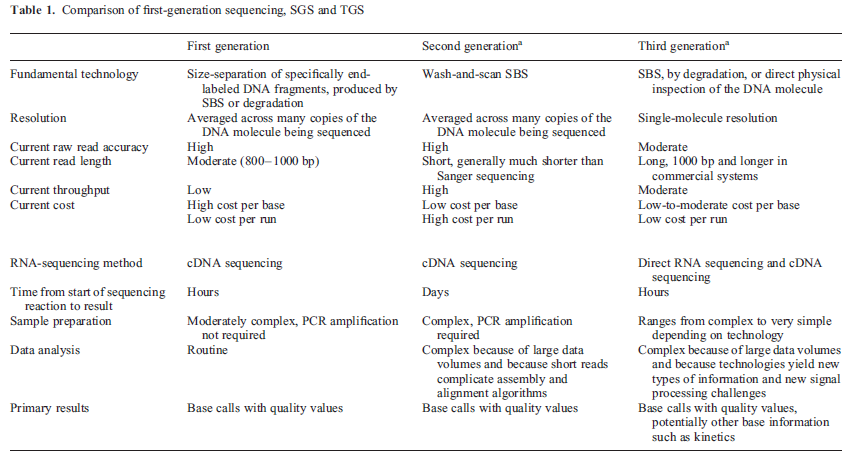 Table 1. Comparison of first-generation sequencing, SGS and TGS
First generation Second generationᵃ Third generationᵃ
Fundamental technology Size-separation of specifically end- Wash-and-scan SBS SBS, by degradation, or direct physical
labeled DNA fragments, produced by inspection of the DNA molecule
SBS or degradation
Resolution Averaged across many copies of the Averaged across many copies of the Single-molecule resolution
DNA molecule being sequenced DNA molecule being sequenced
Current raw read accuracy High High Moderate
Current read length Moderate (800–1000 bp) Short, generally much shorter than Long, 1000 bp and longer in
Sanger sequencing commercial systems
Current throughput Low High Moderate
Current cost High cost per base Low cost per base Low-to-moderate cost per base
Low cost per run High cost per run Low cost per run
RNA-sequencing method cDNA sequencing cDNA sequencing Direct RNA sequencing and cDNA
sequencing
Time from start of sequencing Hours Days Hours
reaction to result
Sample preparation Moderately complex, PCR amplification Complex, PCR amplification Ranges from complex to very simple
not required required depending on technology
Data analysis Routine Complex because of large data Complex because of large data volumes
volumes and because short reads and because technologies yield new
complicate assembly and types of information and new signal
alignment algorithms processing challenges
Primary results Base calls with quality values Base calls with quality values Base calls with quality values,
potentially other base information
such as kinetics